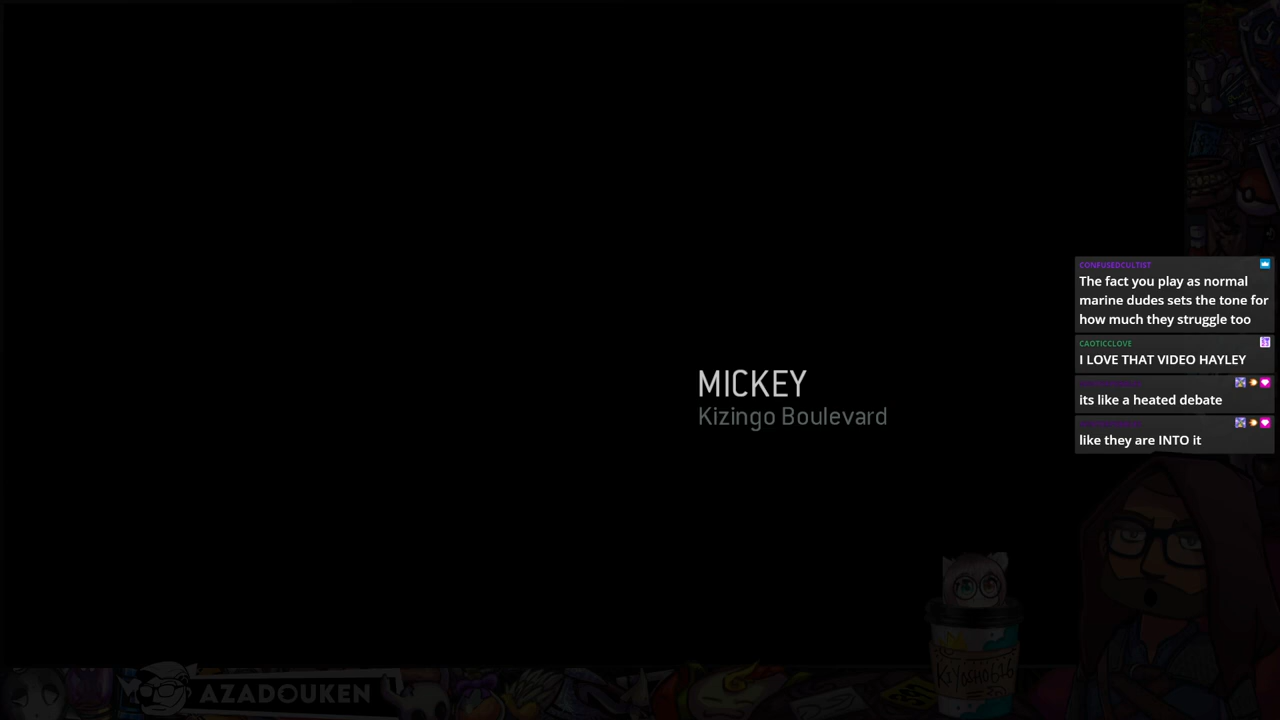 CONFUSEDCULTIST
The fact you play as normal
marine dudes sets the tone for
how much they struggle too
CAOTICCLOVE
I LOVE THAT VIDEO HAYLEY
its like a heated debate
like they are INTO it
MICKEY
Kizingo Boulevard
KiYoshi616
AZADOUKEN